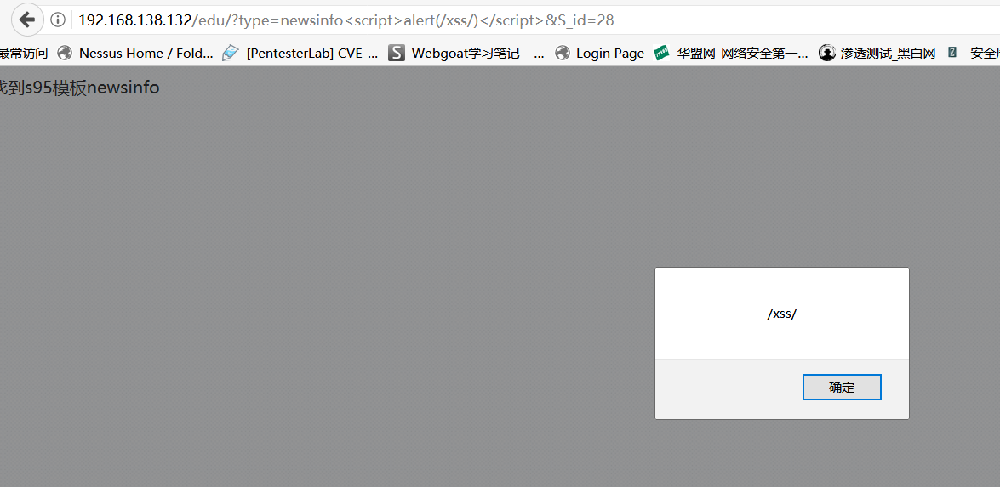 192.168.138.132/edu/?type=newsinfo<script>alert(/xss/)</script>&S_id=28
最常访问 Nessus Home / Fold... [PentesterLab] CVE-... S Webgoat学习笔记 – ... Login Page 华盟网-网络安全第一... 渗透测试_黑白网 安全
找到s95模板newsinfo
/xss/
确定